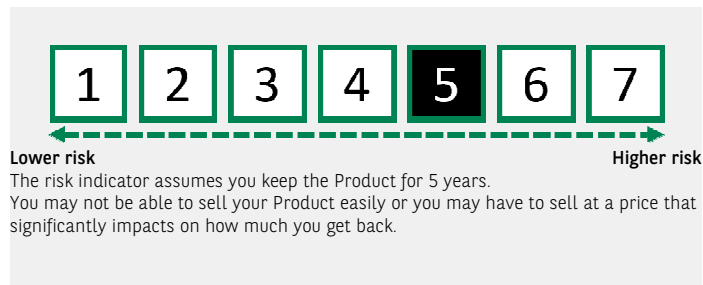 1 2 3 4 5 6 7
Lower risk Higher risk
The risk indicator assumes you keep the Product for 5 years.
You may not be able to sell your Product easily or you may have to sell at a price that
significantly impacts on how much you get back.